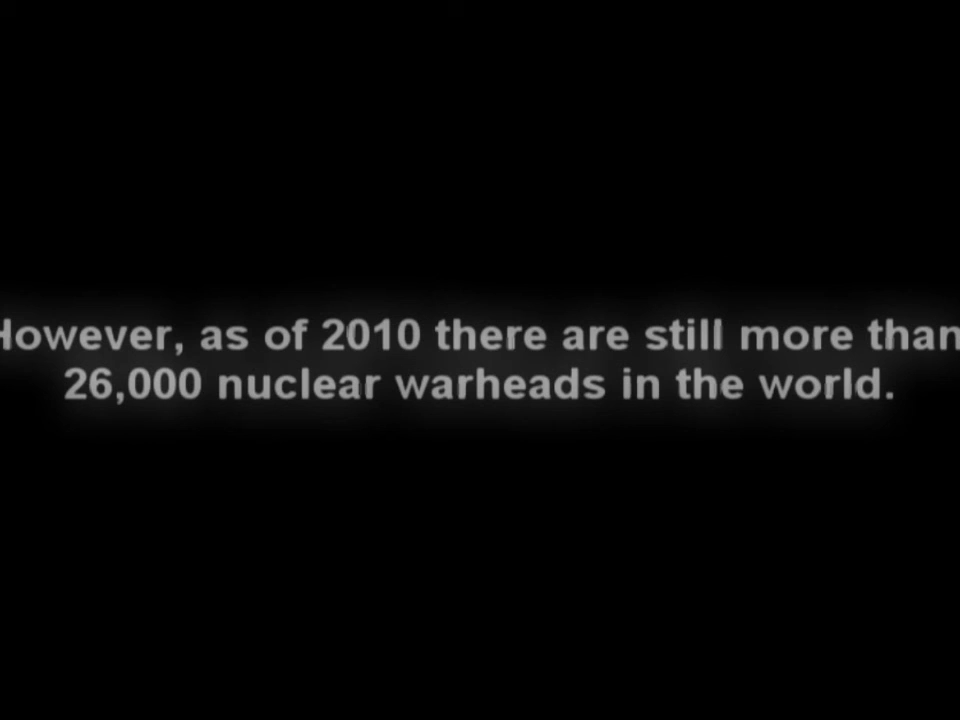 However, as of 2010 there are still more than
26,000 nuclear warheads in the world.